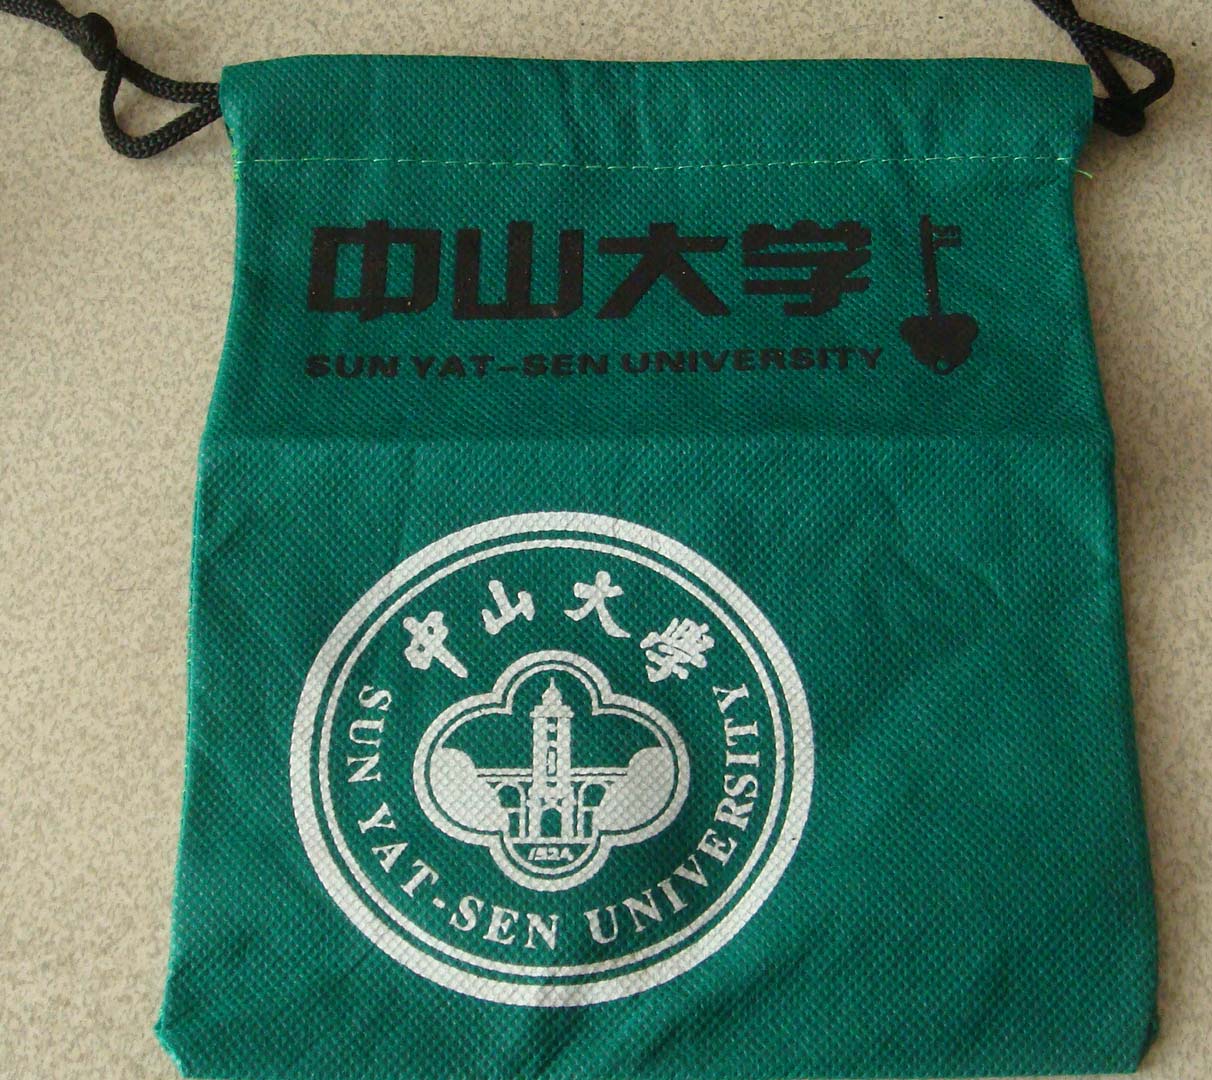 中山大学
SUN YAT-SEN UNIVERSITY
中山大學
SUN YAT-SEN UNIVERSITY
1924